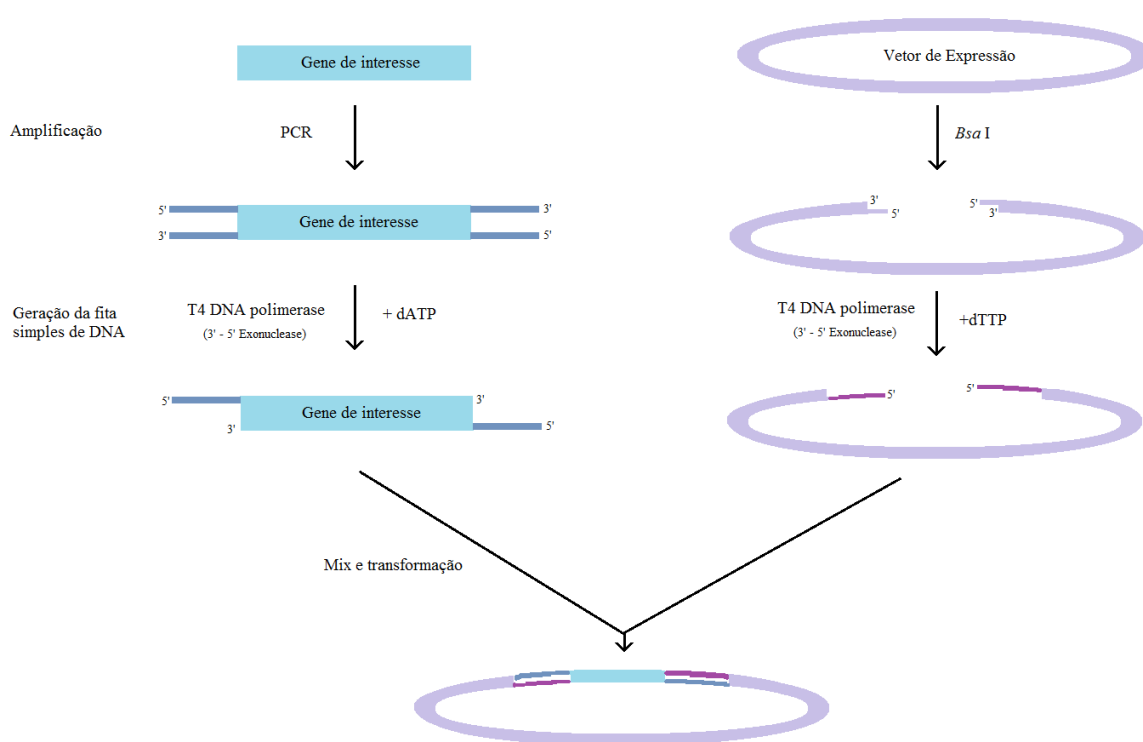 Gene de interesse
Vetor de Expressão
Amplificação
PCR
Bsa I
5'
3'
Gene de interesse
3'
5'
3'
5'
5'
3'
Geração da fita
simples de DNA
T4 DNA polimerase
(3' - 5' Exonuclease)
+ dATP
T4 DNA polimerase
(3' - 5' Exonuclease)
+dTTP
5'
3'
Gene de interesse
3'
5'
5'
5'
Mix e transformação